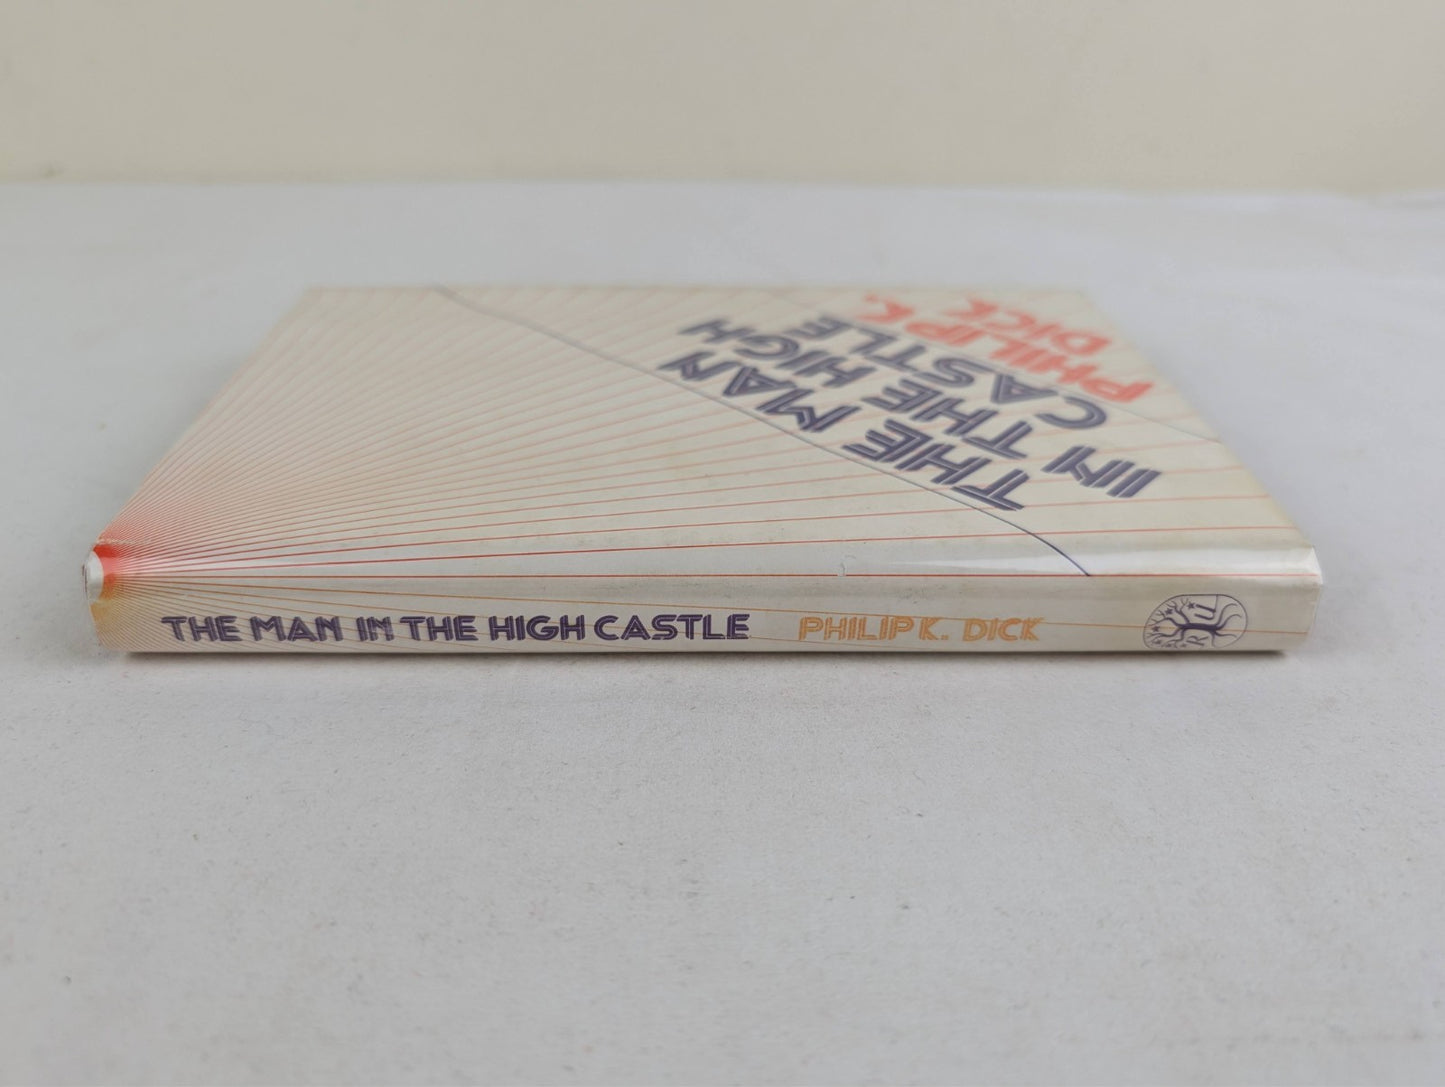 THE MAN
IN THE HIGH
CASTLE
PHILIP K.
DICK
THE MAN IN THE HIGH CASTLE PHILIP K. DICK